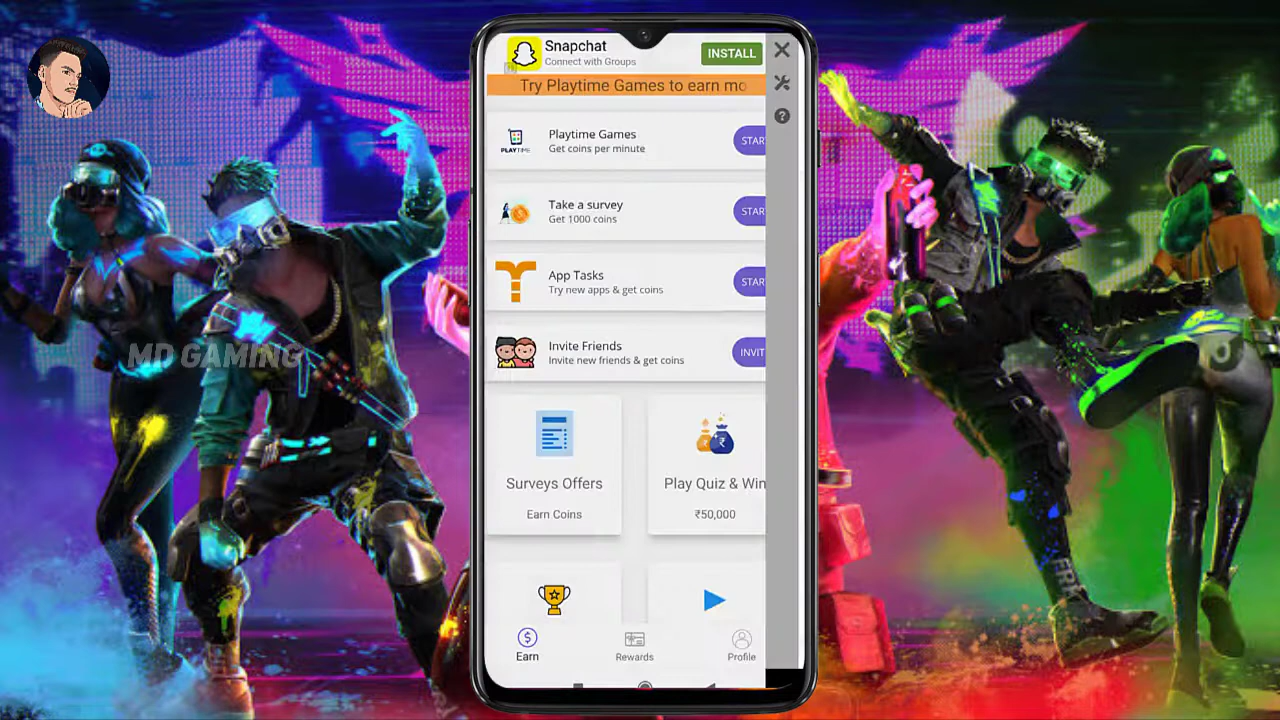 Snapchat
Connect with Groups
INSTALL
Try Playtime Games to earn mo
PLAYTIME
Playtime Games
Get coins per minute
START
Take a survey
Get 1000 coins
STAR
App Tasks
Try new apps & get coins
STAR
Invite Friends
Invite new friends & get coins
INVIT
MD GAMING
Surveys Offers
Earn Coins
Play Quiz & Win
₹50,000
Earn
Rewards
Profile